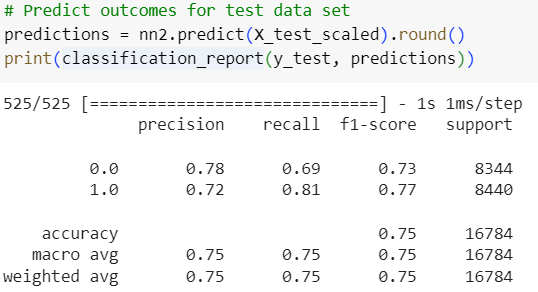 # Predict outcomes for test data set
predictions = nn2.predict(X_test_scaled).round()
print(classification_report(y_test, predictions))
525/525 [==============================] - 1s 1ms/step
              precision    recall  f1-score   support

         0.0       0.78      0.69      0.73      8344
         1.0       0.72      0.81      0.77      8440

    accuracy                           0.75     16784
   macro avg       0.75      0.75      0.75     16784
weighted avg       0.75      0.75      0.75     16784